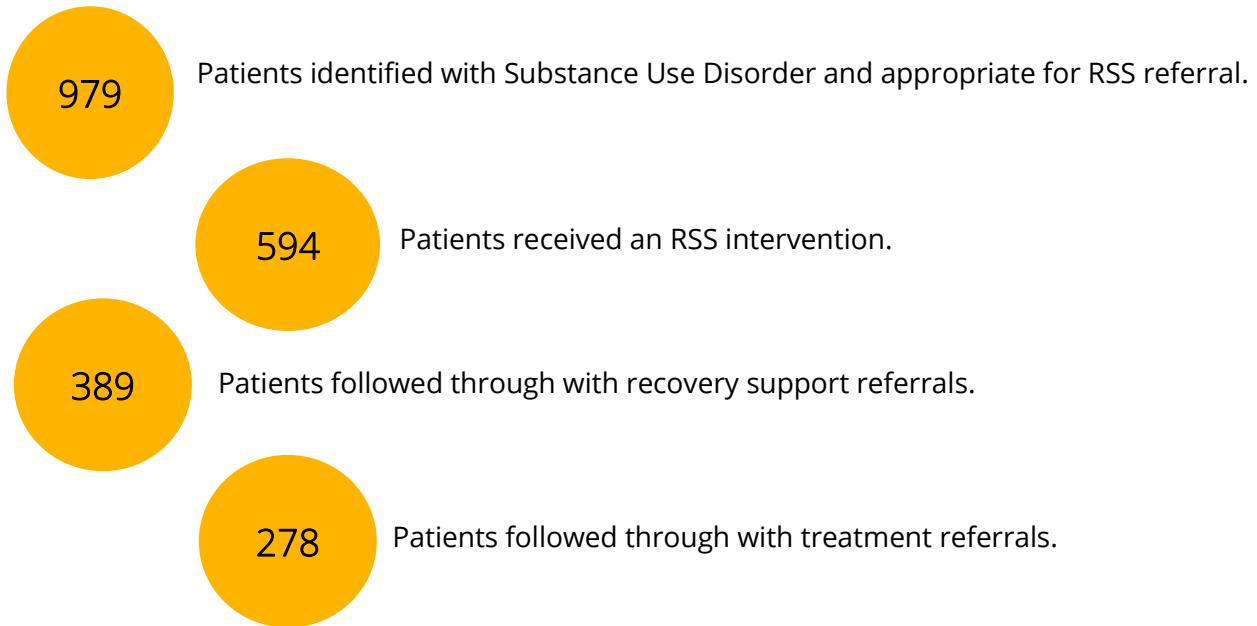 979
Patients identified with Substance Use Disorder and appropriate for RSS referral.
594
Patients received an RSS intervention.
389
Patients followed through with recovery support referrals.
278
Patients followed through with treatment referrals.